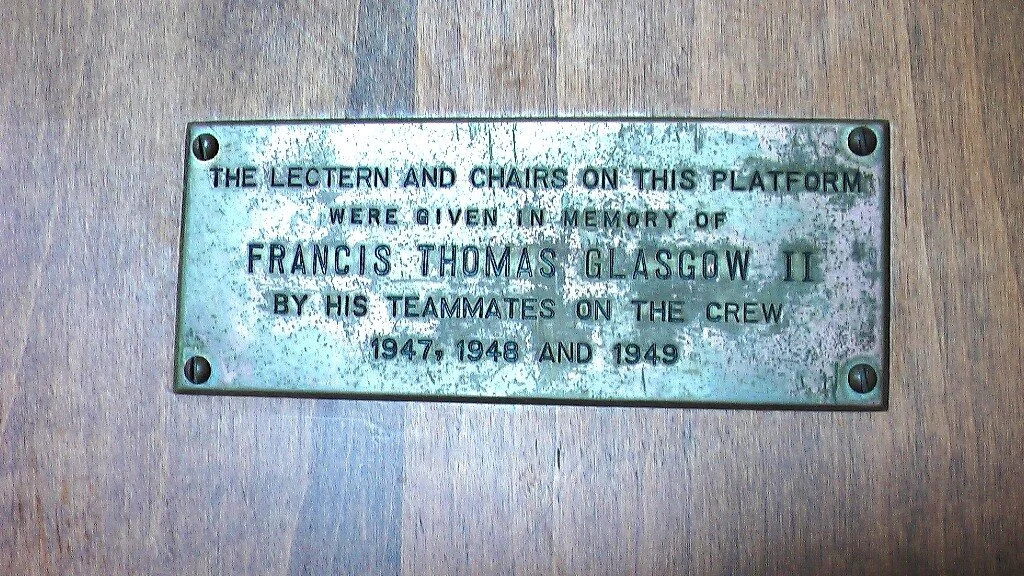 THE LECTERN AND CHAIRS ON THIS PLATFORM
WERE GIVEN IN MEMORY OF
FRANCIS THOMAS GLASGOW II
BY HIS TEAMMATES ON THE CREW
1947, 1948 AND 1949